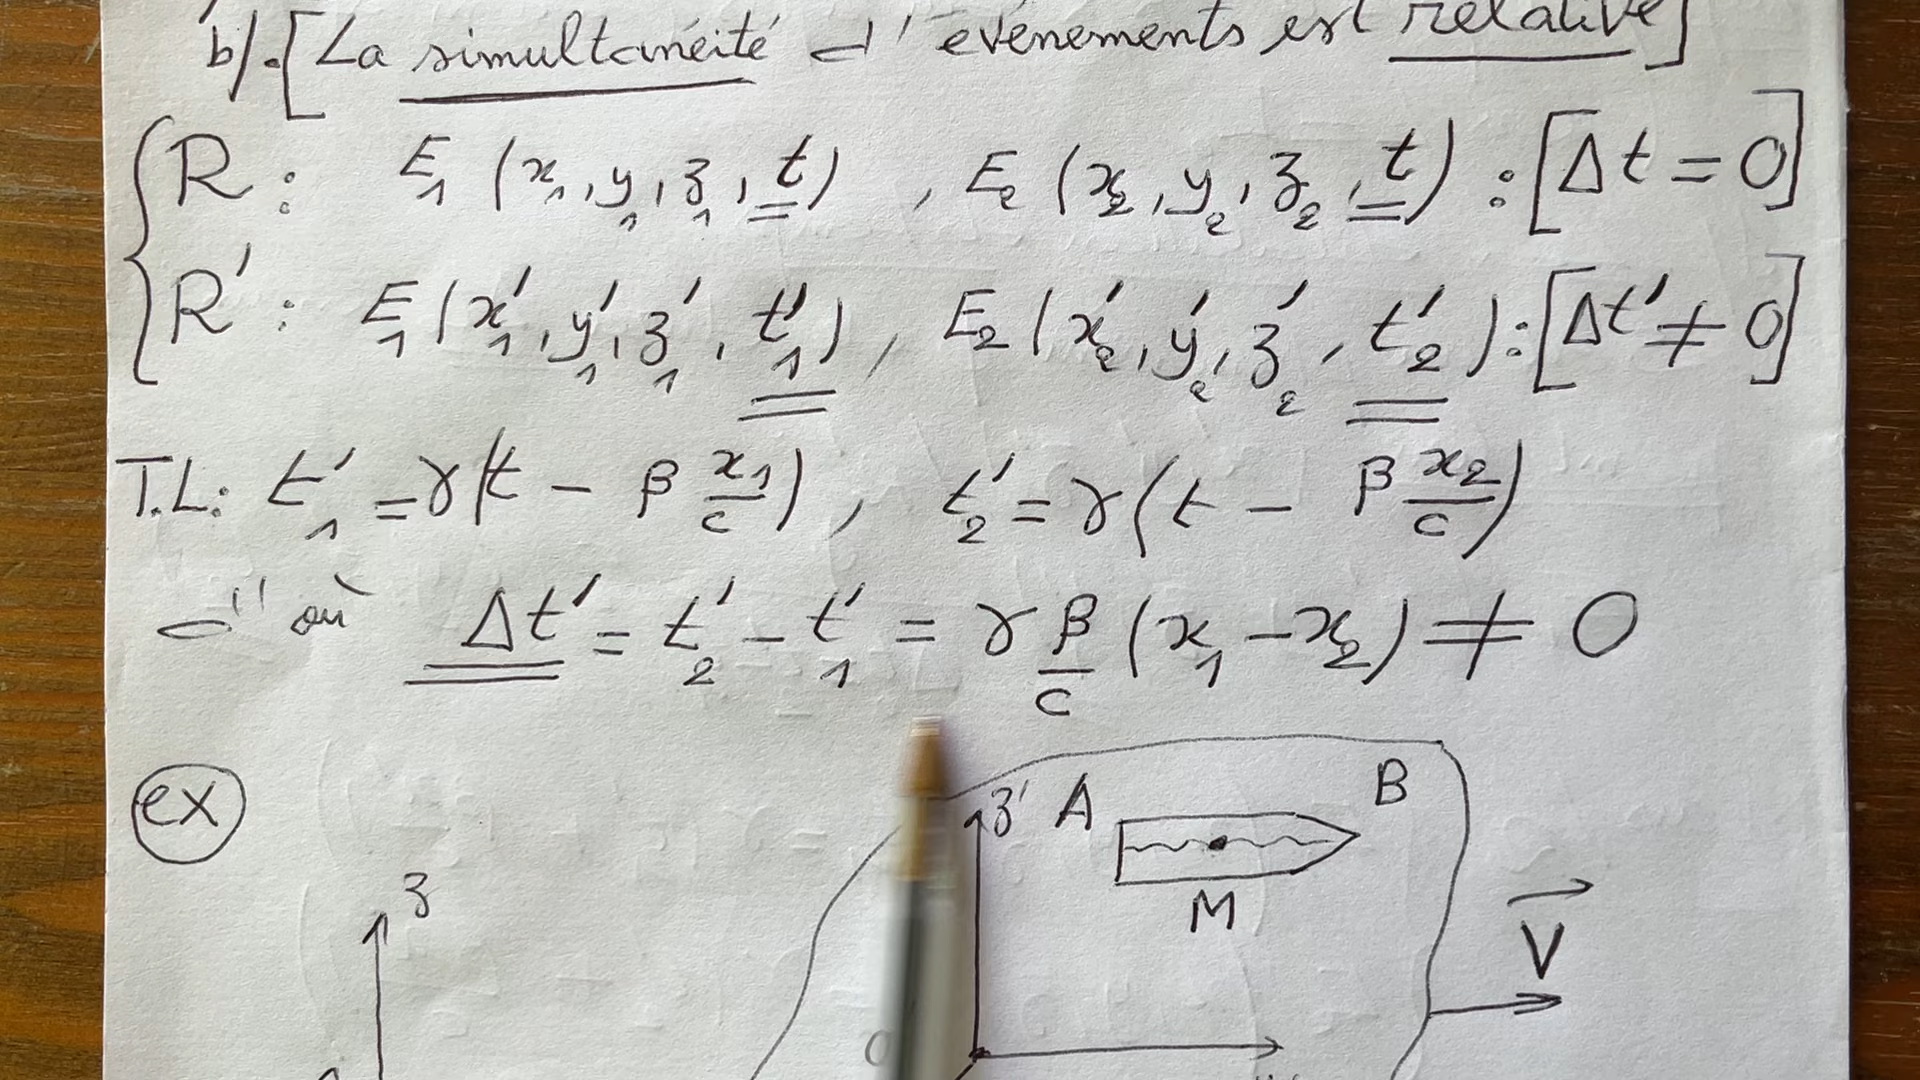 b/.[La simultanéité d'événements est relative]
R : E₁ (x₁, y₁, z₁, t) , E₂ (x₂, y₂, z₂, t) : [Δt = 0]
R' : E₁ (x'₁, y'₁, z'₁, t'₁) , E₂ (x'₂, y'₂, z'₂, t'₂) : [Δt' ≠ 0]
T.L: t'₁ = γ(t - β x₁/c) , t'₂ = γ(t - β x₂/c)
d'où Δt' = t'₂ - t'₁ = γ β/c (x₁ - x₂) ≠ 0
ex
z' A B
M
z
V